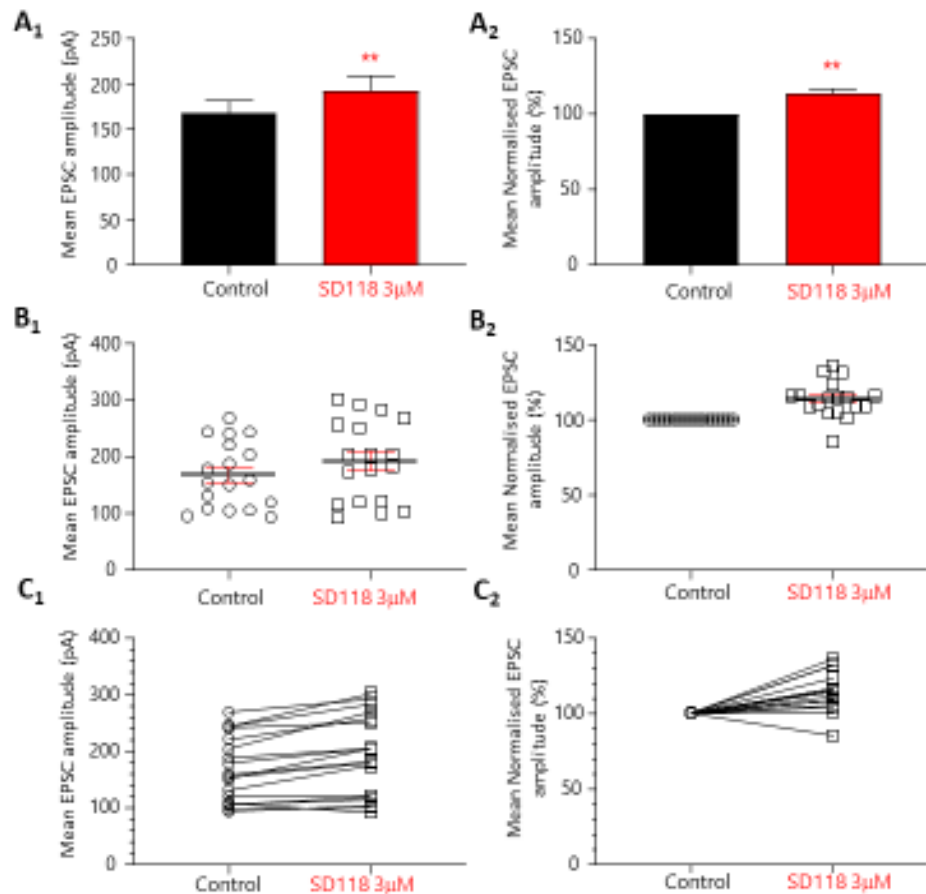 A1
Mean EPSC amplitude (pA)
250
200
150
100
50
0
**
Control
SD118 3μM
A2
Mean Normalised EPSC
amplitude (%)
150
100
50
0
**
Control
SD118 3μM
B1
Mean EPSC amplitude (pA)
400
300
200
100
0
Control
SD118 3μM
B2
Mean Normalised EPSC
amplitude (%)
150
100
50
0
Control
SD118 3μM
C1
Mean EPSC amplitude (pA)
400
300
200
100
0
Control
SD118 3μM
C2
Mean Normalised EPSC
amplitude (%)
150
100
50
0
Control
SD118 3μM